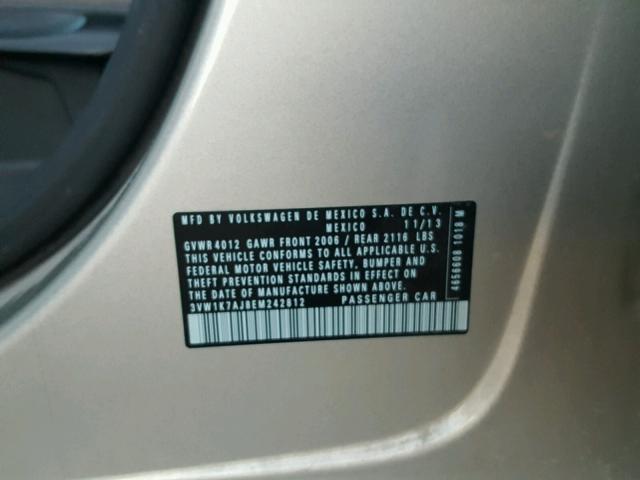 MFD BY VOLKSWAGEN DE MEXICO S.A. DE C.V.
MEXICO 11/13
GVWR 4012 GAWR FRONT 2006 / REAR 2116 LBS
THIS VEHICLE CONFORMS TO ALL APPLICABLE U.S.
FEDERAL MOTOR VEHICLE SAFETY, BUMPER AND
THEFT PREVENTION STANDARDS IN EFFECT
ON THE DATE OF MANUFACTURE SHOWN ABOVE.
PASSENGER CAR
1018 M